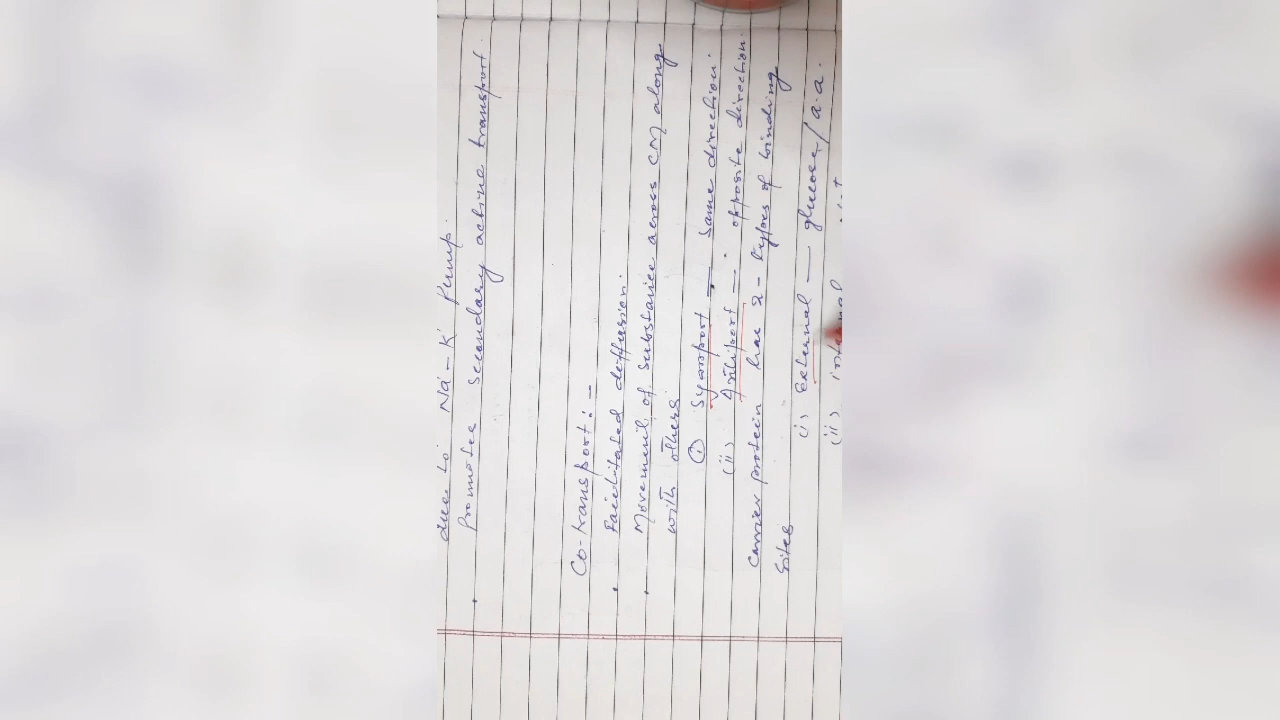 due to Na+ - K+ Pump.
• Promotes secondary active transport.
Co-transport :-
• facilitated diffusion.
• Movement of substance across CM along
with others
(i) Symport — same direction.
(ii) Antiport — opposite direction.
Carrier protein has 2 - types of binding
sites
(i) External — glucose / a.a.
(ii) internal